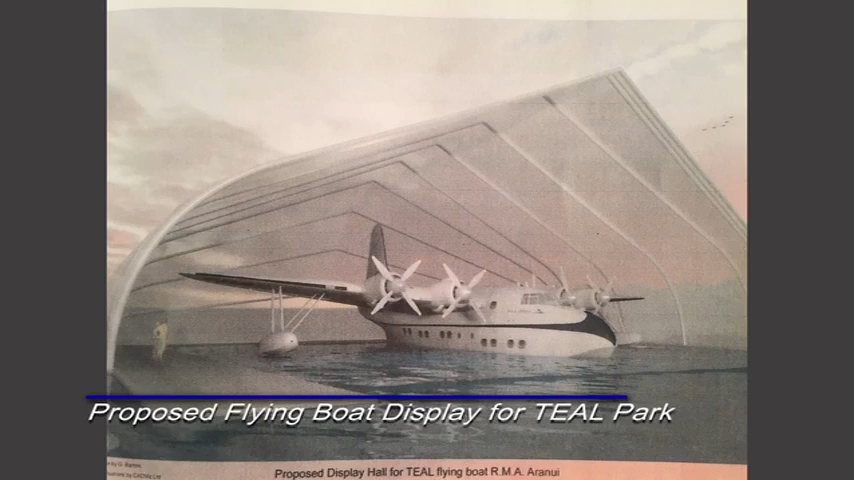 Proposed Flying Boat Display for TEAL Park
Proposed Display Hall for TEAL flying boat R.M.A. Aranui